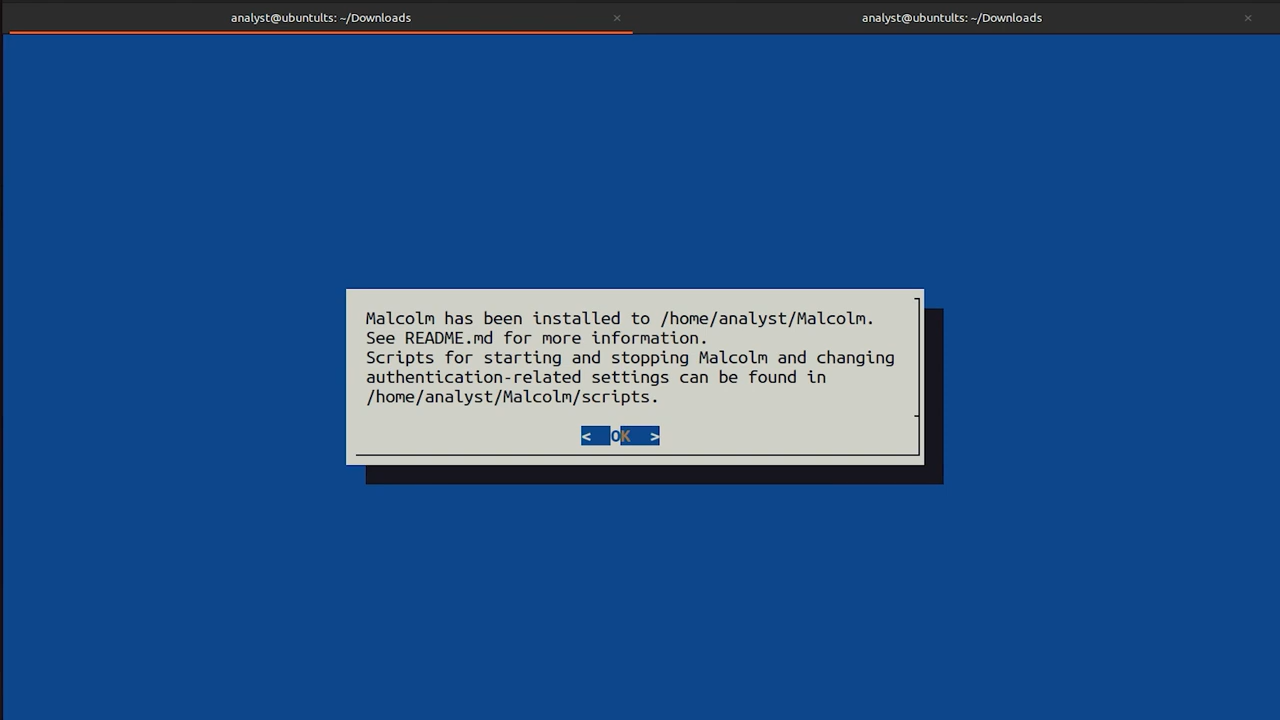 analyst@ubuntults: ~/Downloads
×
analyst@ubuntults: ~/Downloads
×
Malcolm has been installed to /home/analyst/Malcolm.
See README.md for more information.
Scripts for starting and stopping Malcolm and changing
authentication-related settings can be found in
/home/analyst/Malcolm/scripts.
< OK >